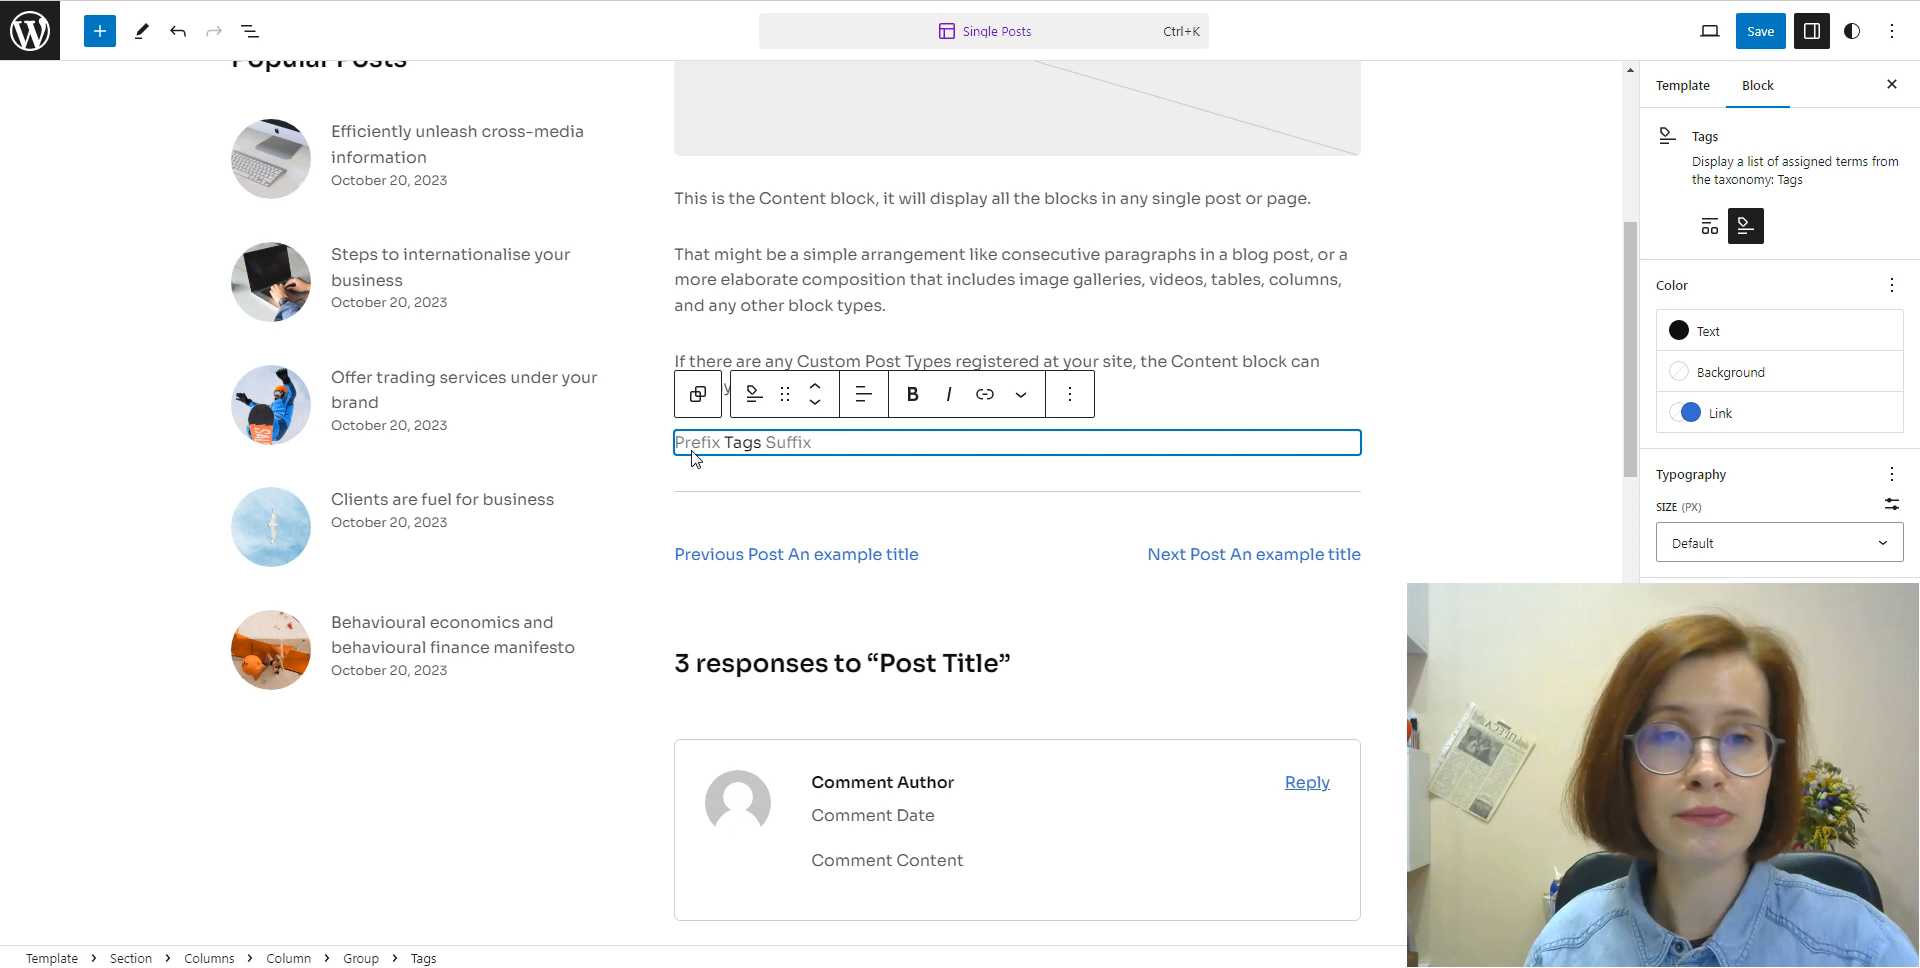 Single Posts
Ctrl+K
Save
Popular Posts
Efficiently unleash cross-media
information
October 20, 2023
Steps to internationalise your
business
October 20, 2023
Offer trading services under your
brand
October 20, 2023
Clients are fuel for business
October 20, 2023
Behavioural economics and
behavioural finance manifesto
October 20, 2023
This is the Content block, it will display all the blocks in any single post or page.
That might be a simple arrangement like consecutive paragraphs in a blog post, or a
more elaborate composition that includes image galleries, videos, tables, columns,
and any other block types.
If there are any Custom Post Types registered at your site, the Content block can
B I
Prefix Tags Suffix
Previous Post An example title
Next Post An example title
3 responses to “Post Title”
Comment Author
Reply
Comment Date
Comment Content
Template
Block
Tags
Display a list of assigned terms from
the taxonomy: Tags
Color
Text
Background
Link
Typography
SIZE (PX)
Default
Template > Section > Columns > Column > Group > Tags